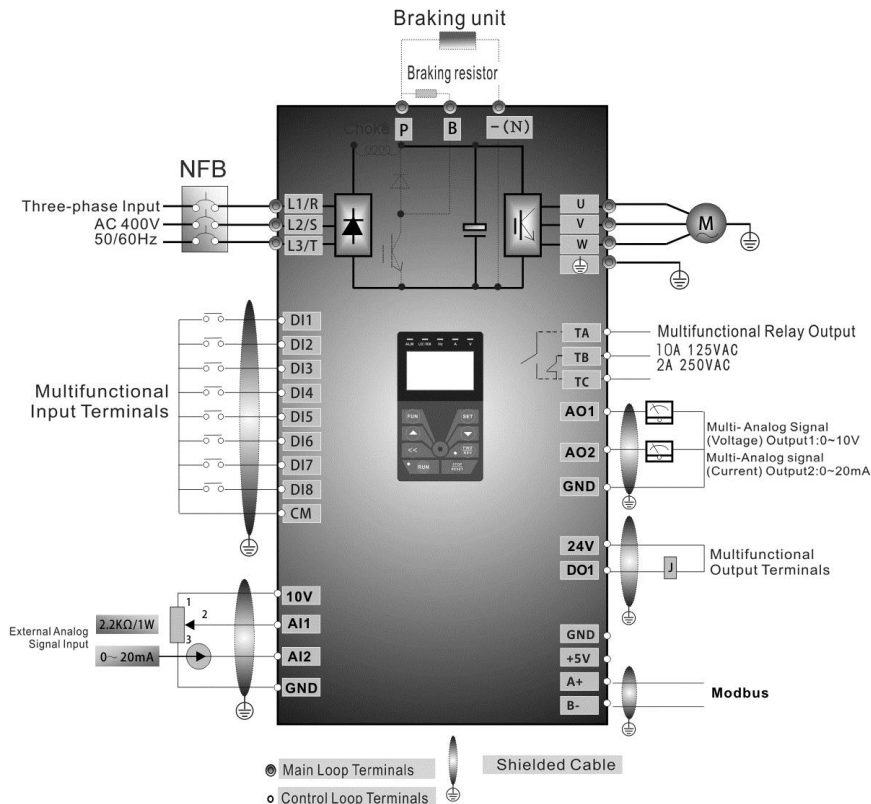 Braking unit
Braking resistor
Choke
P
B
-(N)
NFB
Three-phase Input
AC 400V
50/60Hz
L1/R
L2/S
L3/T
U
V
W
M
DI1
DI2
DI3
DI4
DI5
DI6
DI7
DI8
CM
Multifunctional
Input Terminals
ALM
Hz
A
V
FUN
SET
<<
FWD
REV
RUN
STOP
RESET
TA
TB
TC
Multifunctional Relay Output
10A 125VAC
2A 250VAC
AO1
AO2
GND
Multi- Analog Signal
(Voltage) Output1:0~10V
Multi-Analog signal
(Current) Output2:0~20mA
24V
DO1
J
Multifunctional
Output Terminals
10V
AI1
AI2
GND
1
2
3
2.2KΩ/1W
External Analog
Signal Input
0~20mA
GND
+5V
A+
B-
Modbus
Main Loop Terminals
Control Loop Terminals
Shielded Cable